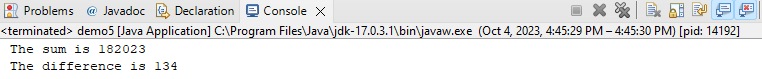 Problems @ Javadoc Declaration Console ×
<terminated> demo5 [Java Application] C:\Program Files\Java\jdk-17.0.3.1\bin\javaw.exe (Oct 4, 2023, 4:45:29 PM – 4:45:30 PM) [pid: 14192]
The sum is 182023
The difference is 134